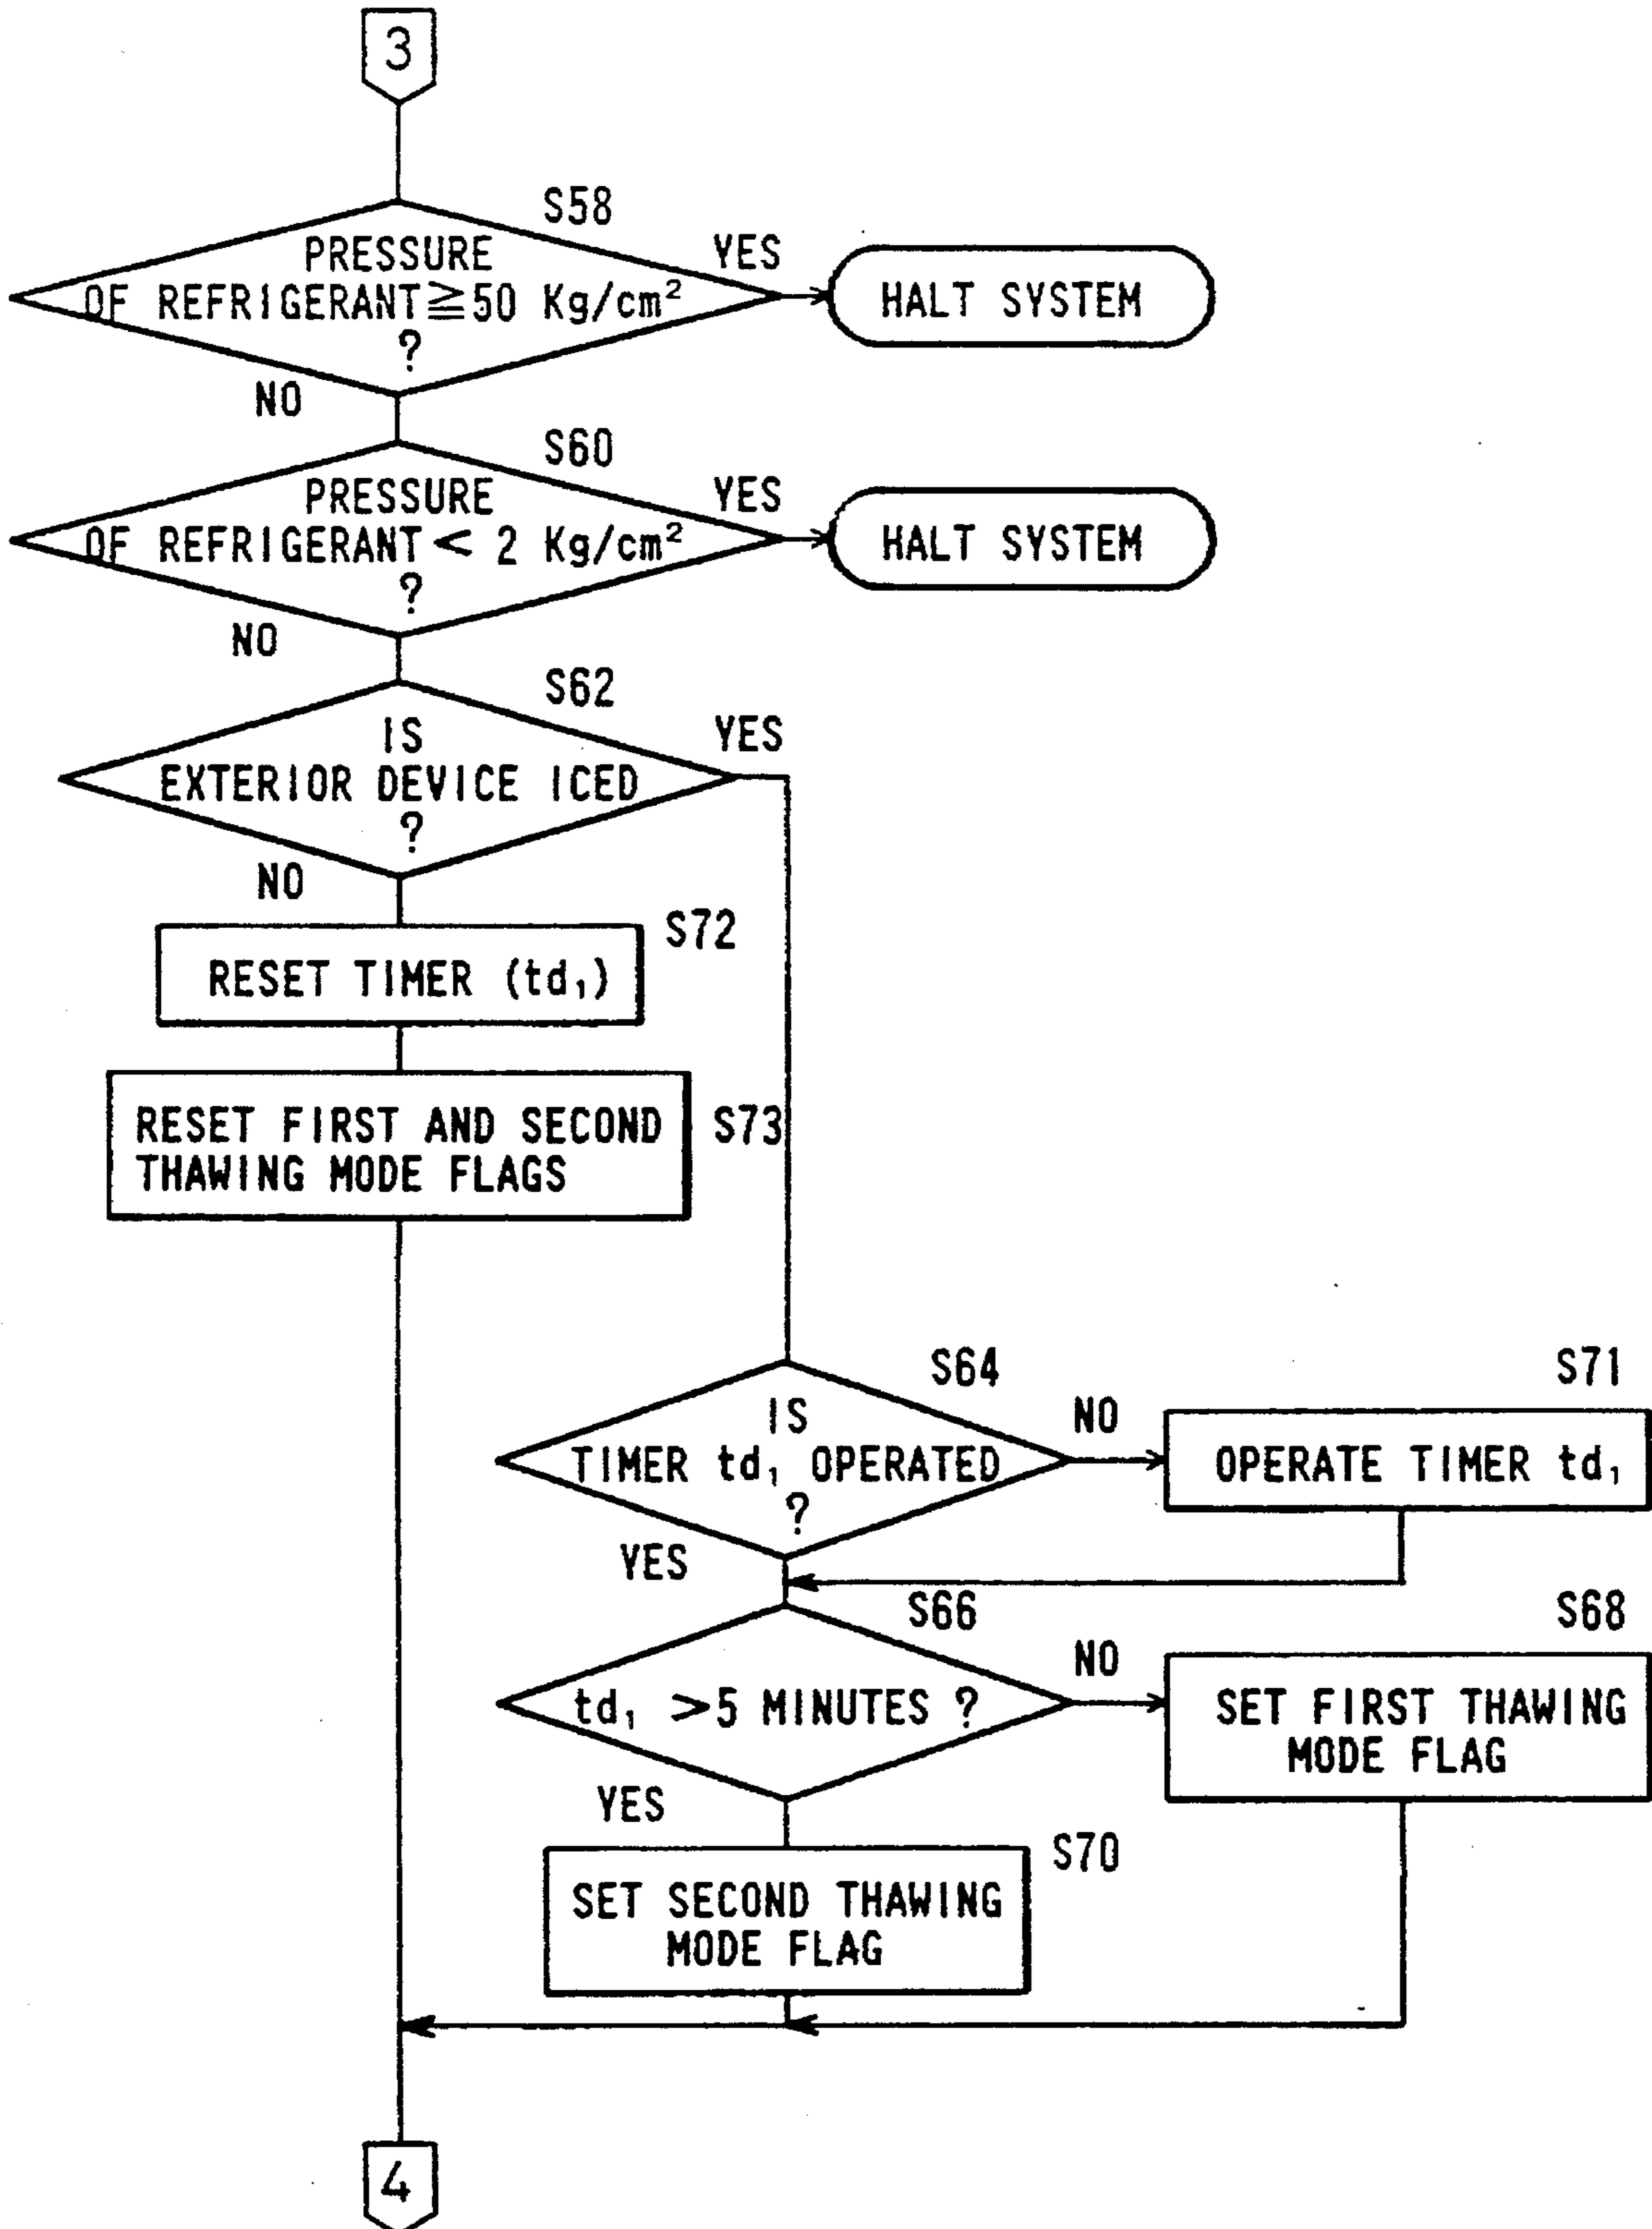 3
S58
PRESSURE
OF REFRIGERANT≧50 Kg/cm²
?
YES
HALT SYSTEM
NO
S60
PRESSURE
OF REFRIGERANT < 2 Kg/cm²
?
YES
HALT SYSTEM
NO
S62
IS
EXTERIOR DEVICE ICED
?
YES
NO
S72
RESET TIMER (td₁)
RESET FIRST AND SECOND
THAWING MODE FLAGS
S73
S64
IS
TIMER td₁ OPERATED
?
NO
S71
OPERATE TIMER td₁
YES
S66
td₁ >5 MINUTES ?
NO
S68
SET FIRST THAWING
MODE FLAG
YES
S70
SET SECOND THAWING
MODE FLAG
4